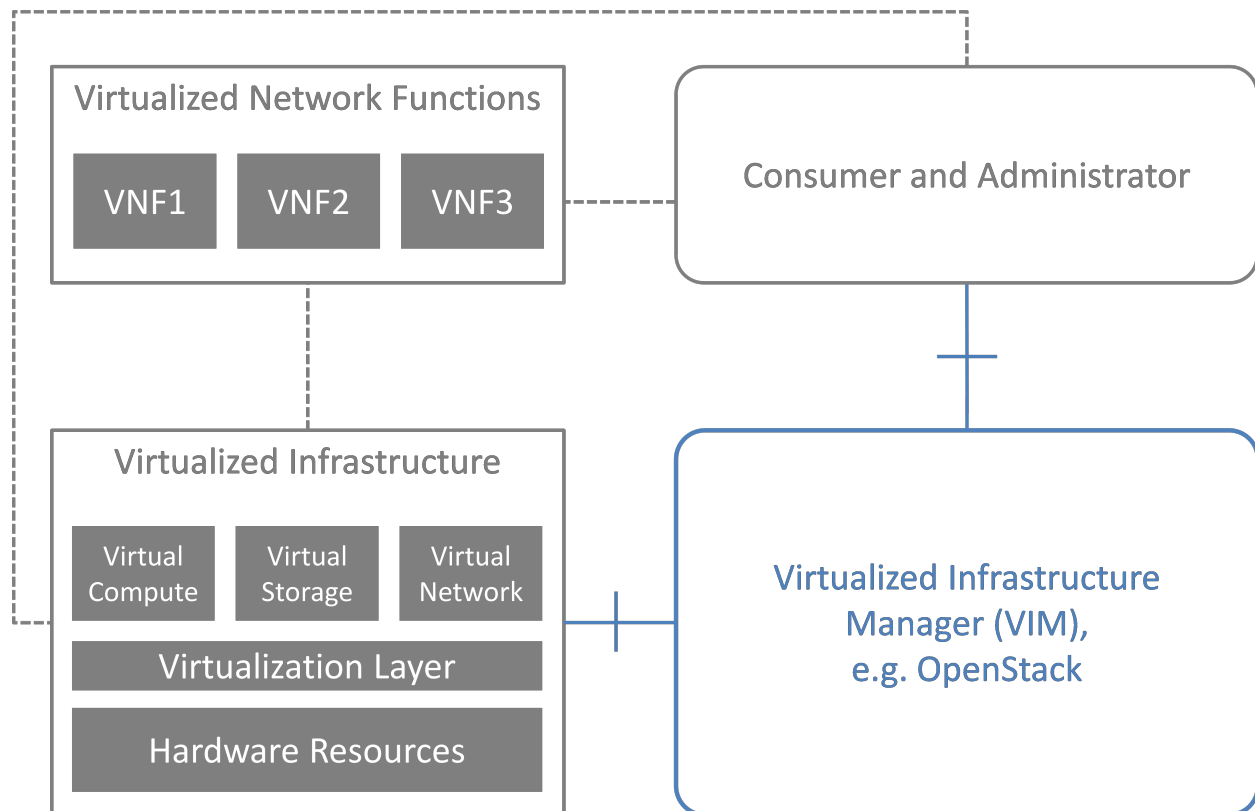 Virtualized Network Functions
VNF1
VNF2
VNF3
Consumer and Administrator
Virtualized Infrastructure
Virtual
Compute
Virtual
Storage
Virtual
Network
Virtualization Layer
Hardware Resources
Virtualized Infrastructure
Manager (VIM),
e.g. OpenStack